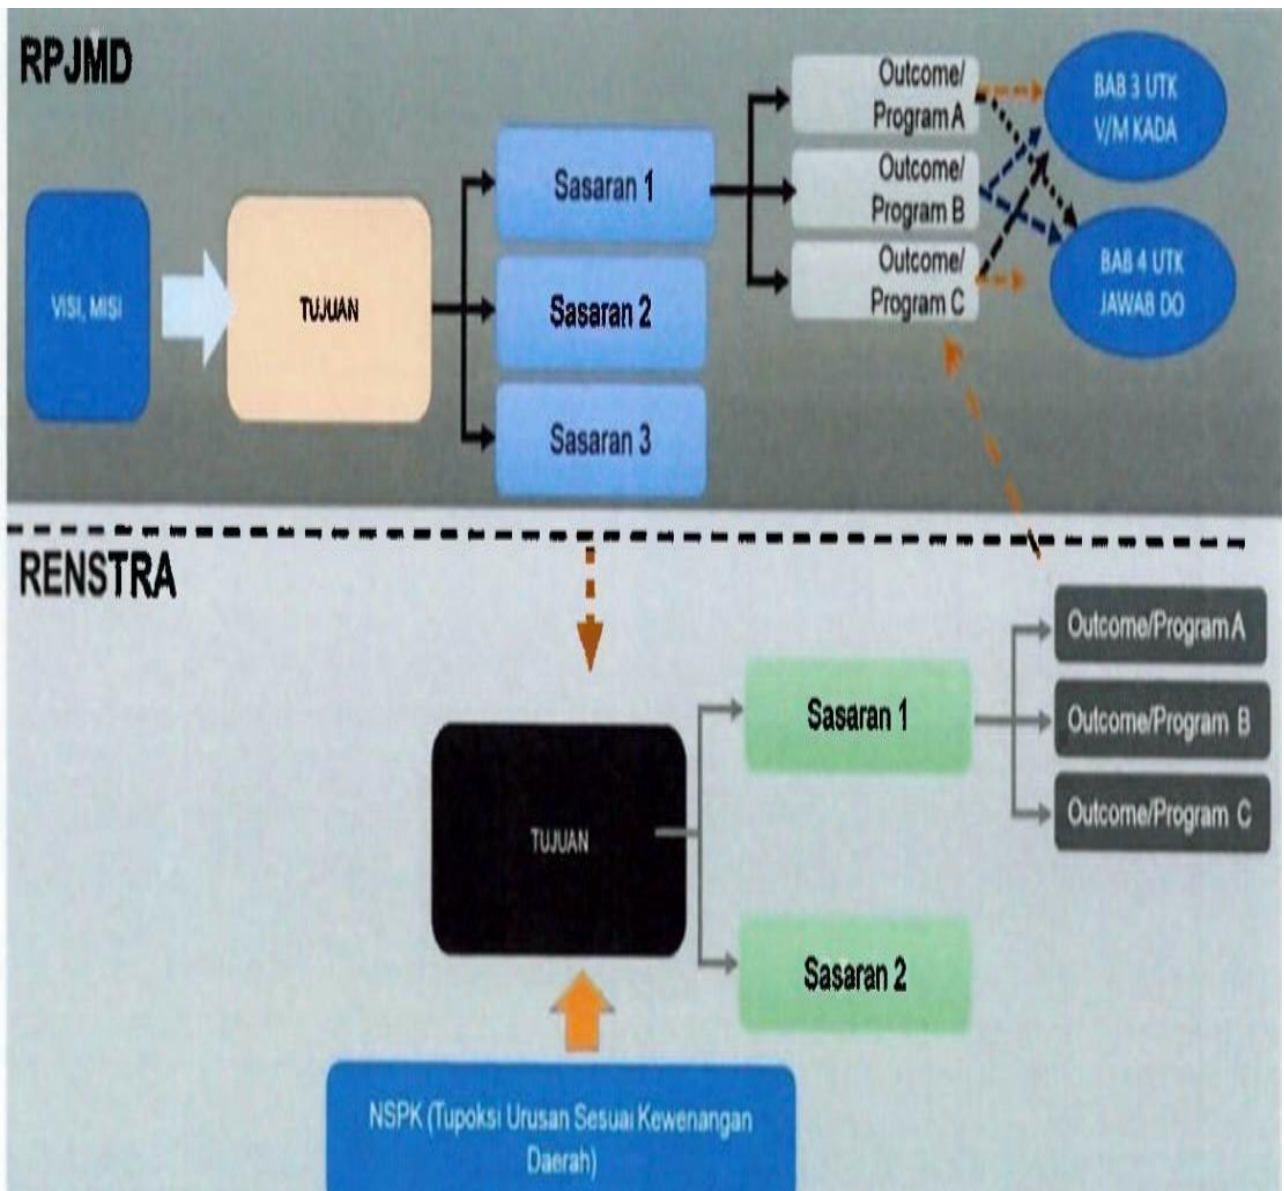 RPJMD
VISI, MISI
TUJUAN
Sasaran 1
Sasaran 2
Sasaran 3
Outcome/
Program A
Outcome/
Program B
Outcome/
Program C
BAB 3 UTK
V/M KADA
BAB 4 UTK
JAWAB DO
RENSTRA
TUJUAN
Sasaran 1
Sasaran 2
Outcome/Program A
Outcome/Program B
Outcome/Program C
NSPK (Tupoksi Urusan Sesuai Kewenangan
Daerah)